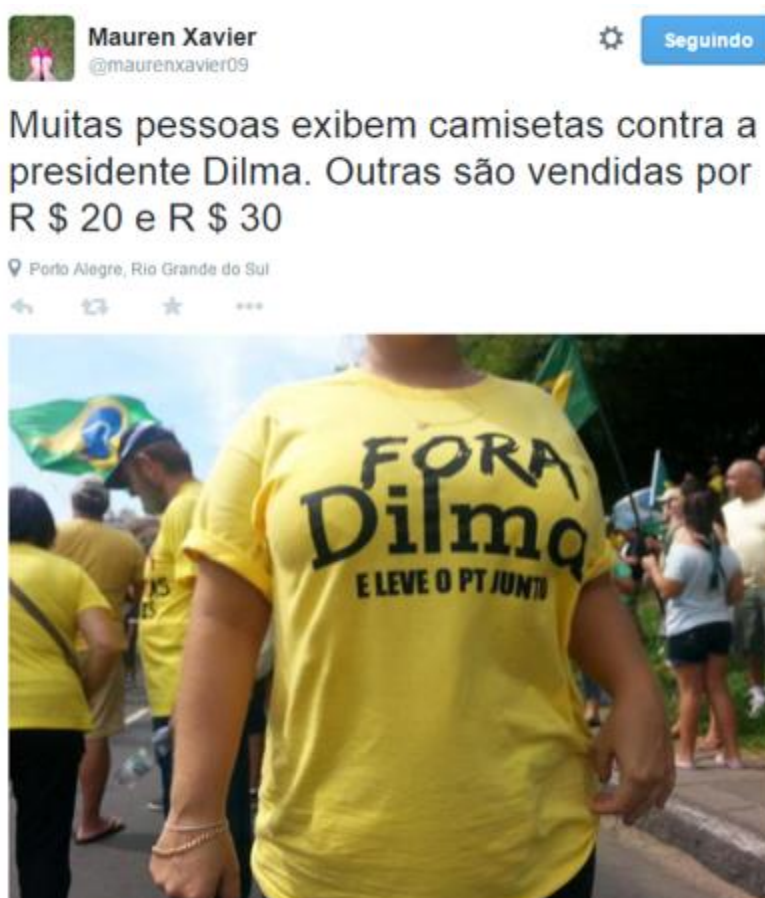 Mauren Xavier
@maurenxavier09
Seguindo
Muitas pessoas exibem camisetas contra a
presidente Dilma. Outras são vendidas por
R $ 20 e R $ 30
Porto Alegre, Rio Grande do Sul
FORA
Dilma
E LEVE O PT JUNTO